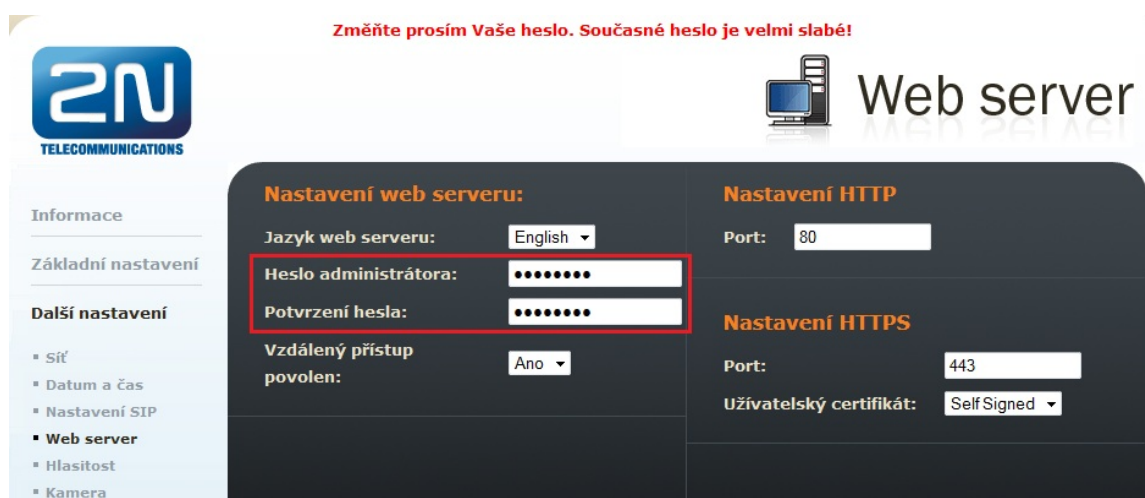 Změňte prosím Vaše heslo. Současné heslo je velmi slabé!
2N
TELECOMMUNICATIONS
Web server
Informace
Základní nastavení
Další nastavení
Síť
Datum a čas
Nastavení SIP
Web server
Hlasitost
Kamera
Nastavení web serveru:
Jazyk web serveru: English
Heslo administrátora: ●●●●●●●●
Potvrzení hesla: ●●●●●●●●
Vzdálený přístup
povolen: Ano
Nastavení HTTP
Port: 80
Nastavení HTTPS
Port: 443
Užívatelský certifikát: Self Signed